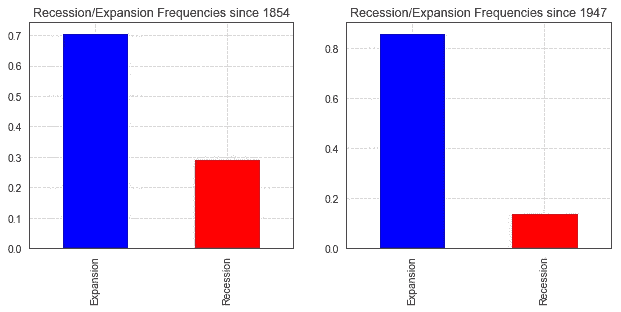 Recession/Expansion Frequencies since 1854
0.7
0.6
0.5
0.4
0.3
0.2
0.1
0.0
Expansion
Recession
Recession/Expansion Frequencies since 1947
0.8
0.6
0.4
0.2
0.0
Expansion
Recession